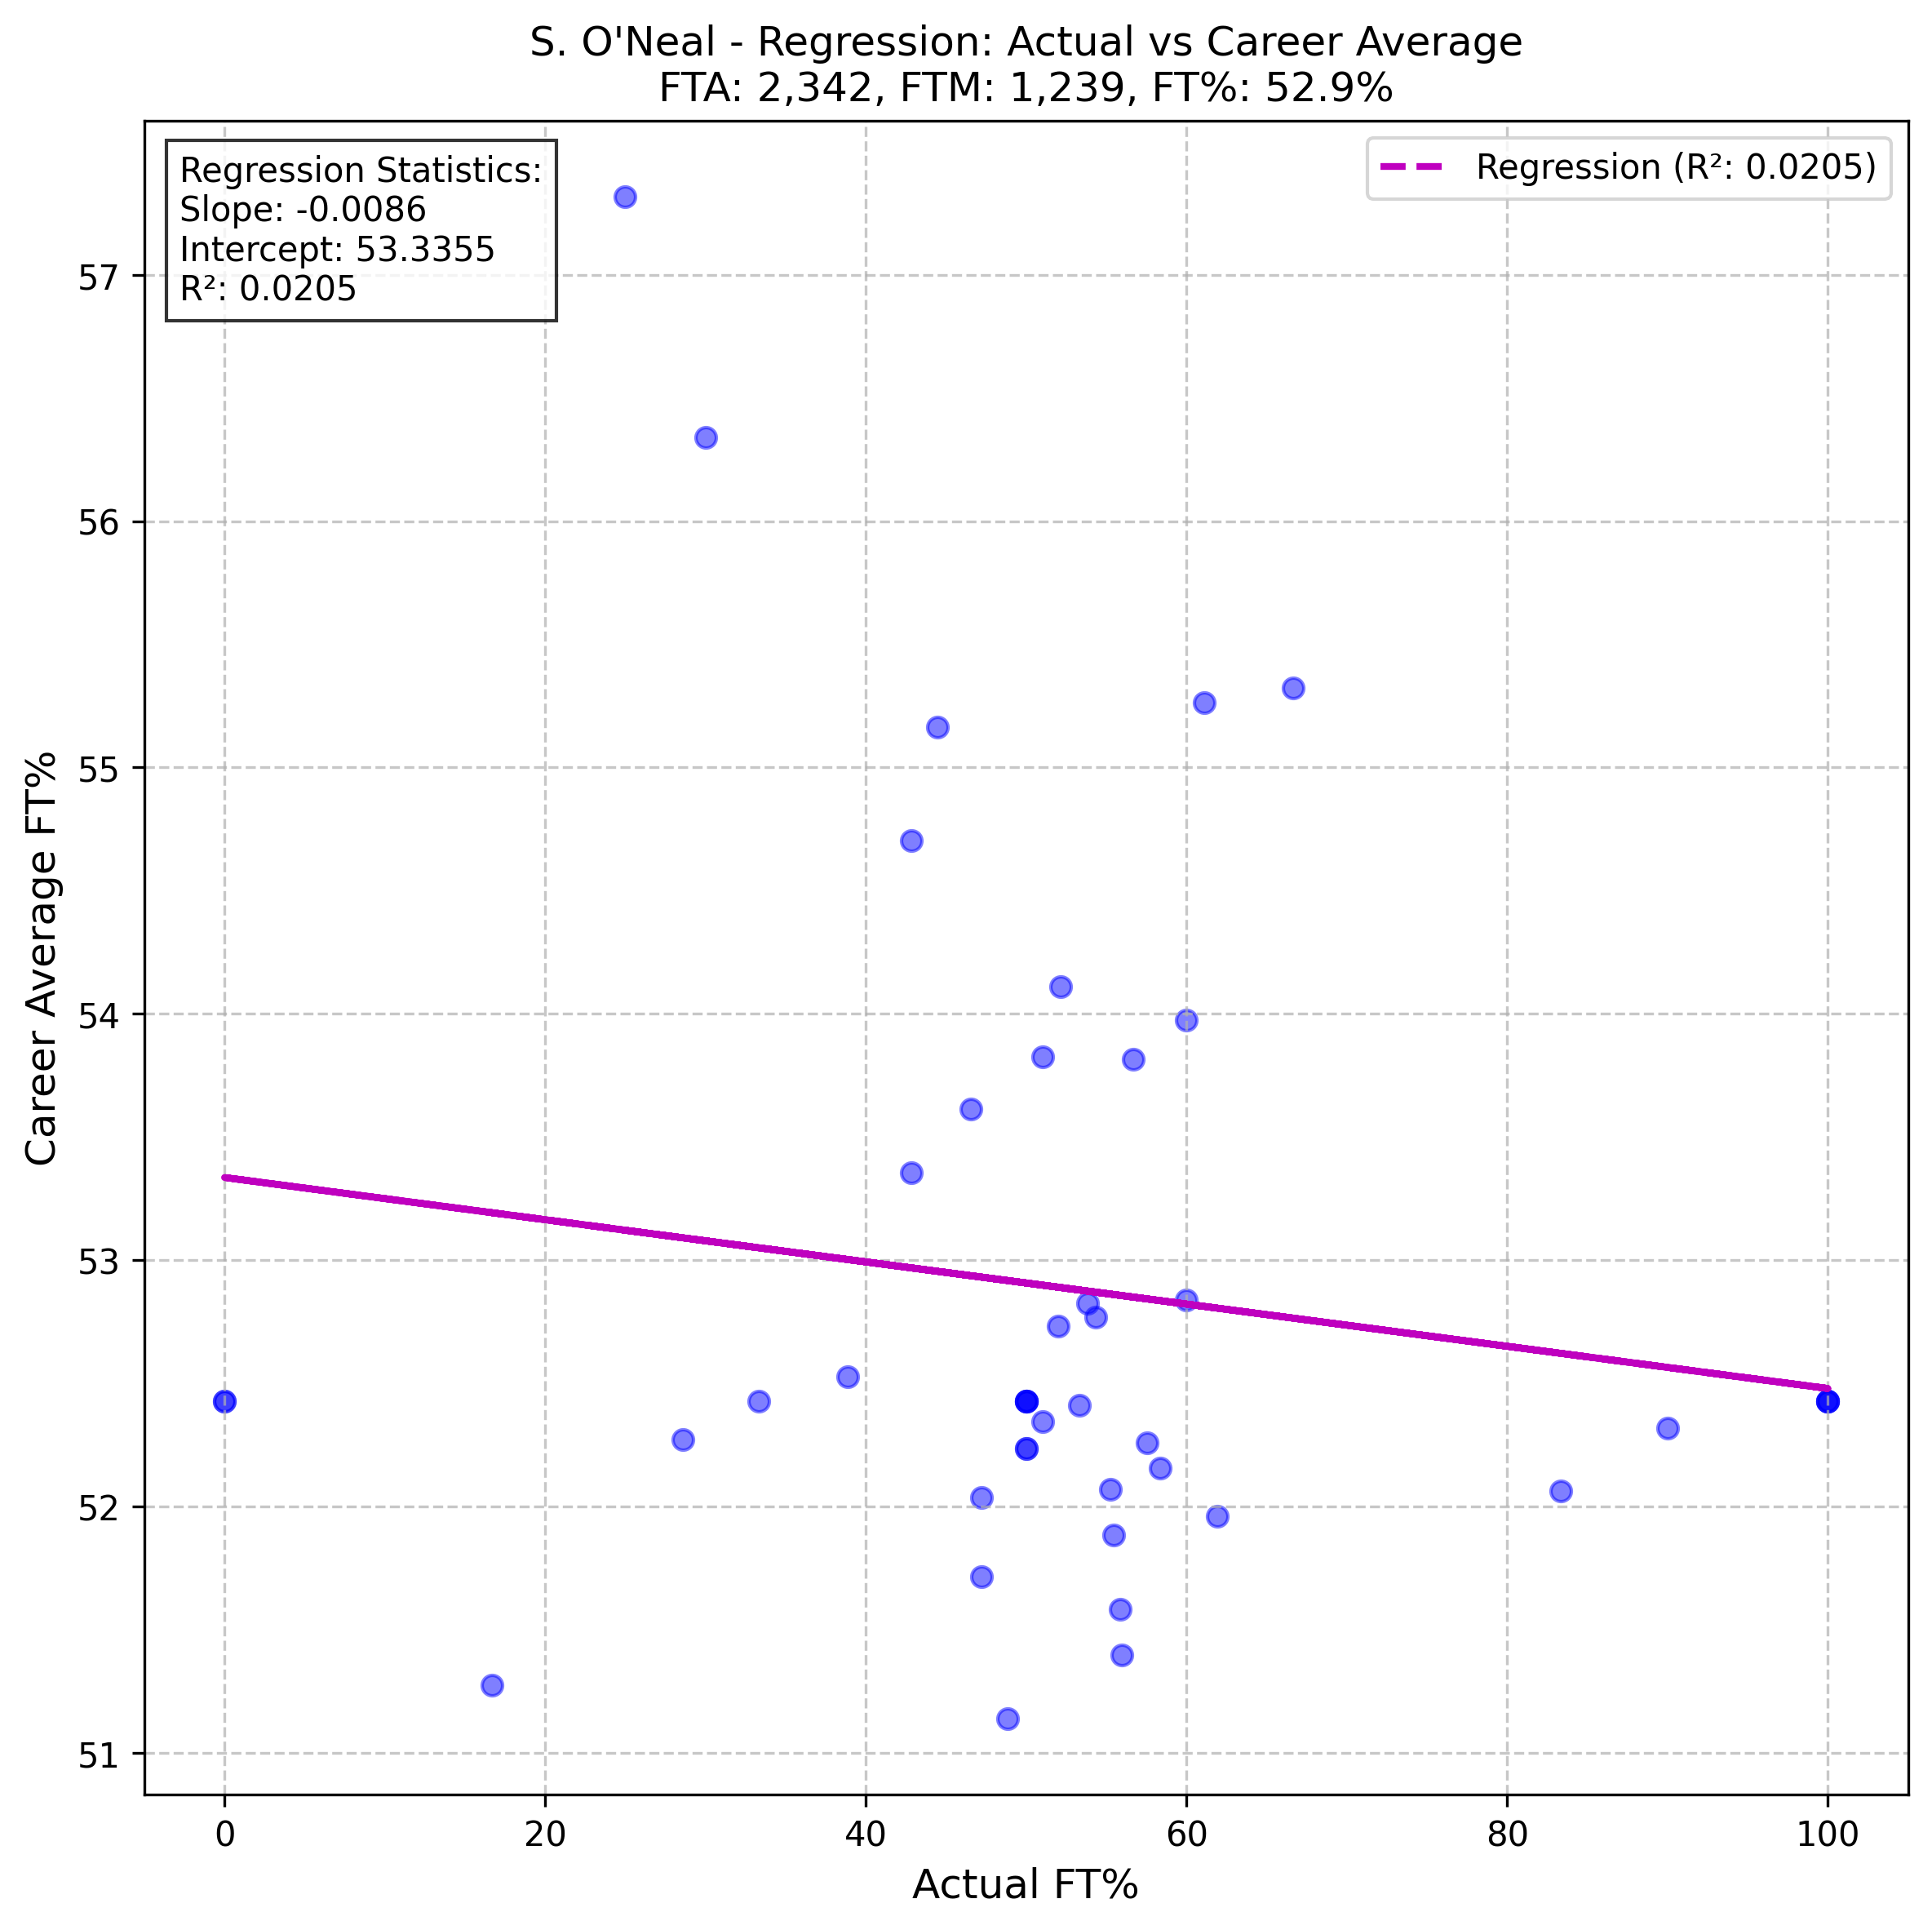 S. O'Neal - Regression: Actual vs Career Average
FTA: 2,342, FTM: 1,239, FT%: 52.9%
Regression Statistics:
Slope: -0.0086
Intercept: 53.3355
R²: 0.0205
Regression (R²: 0.0205)
Career Average FT%
57
56
55
54
53
52
51
0 20 40 60 80 100
Actual FT%